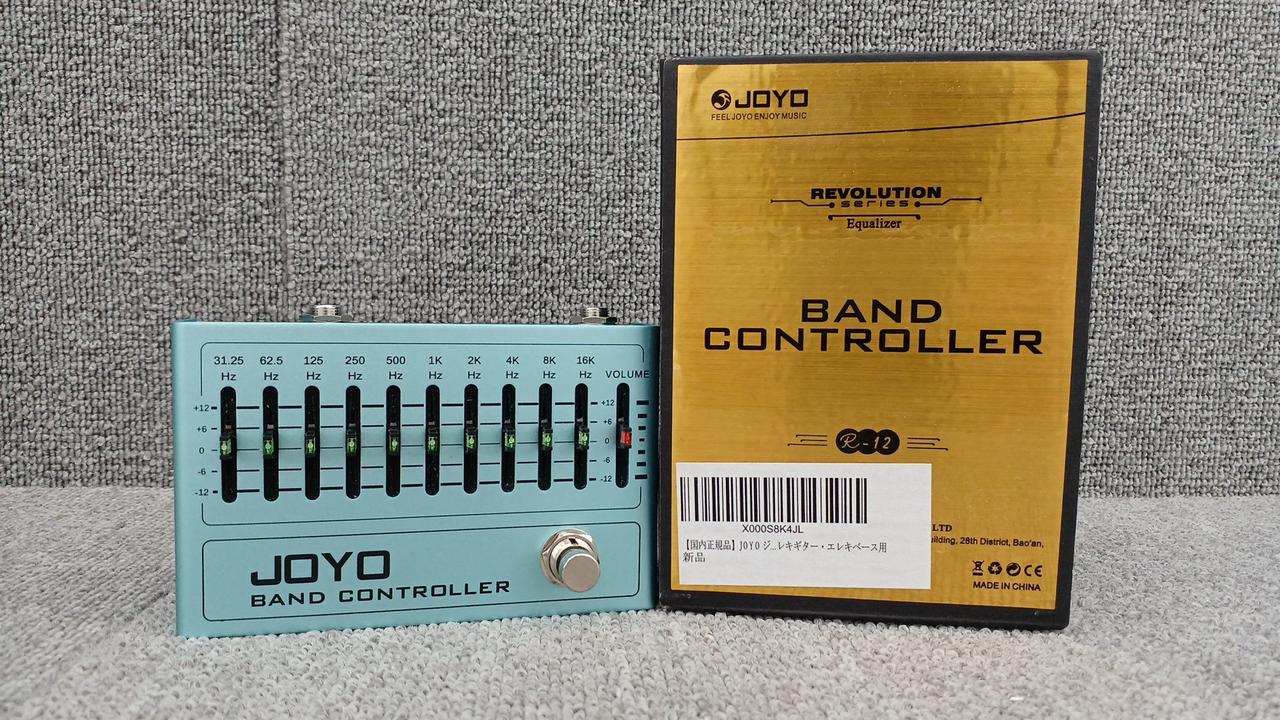 31.25 62.5 125 250 500 1K 2K 4K 8K 16K
Hz Hz Hz Hz Hz Hz Hz Hz Hz Hz VOLUME
+12 +12
+6 +6
0 0
-6 -6
-12 -12
JOYO
BAND CONTROLLER
JOYO
FEEL JOYO ENJOY MUSIC
REVOLUTION
series
Equalizer
BAND
CONTROLLER
R-12
X000S8K4JL
【国内正規品】JOYO ジ...レキギター・エレキベース用
新品
LTD
uilding, 28th District, Bao'an,
CE
MADE IN CHINA